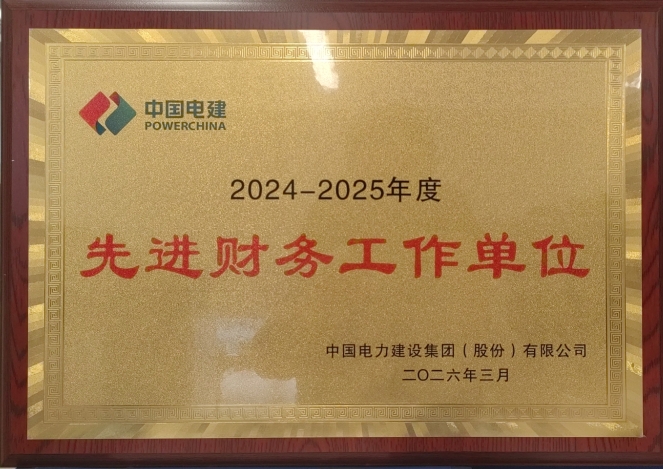 中国电建
POWERCHINA
2024-2025年度
先进财务工作单位
中国电力建设集团（股份）有限公司
二〇二六年三月